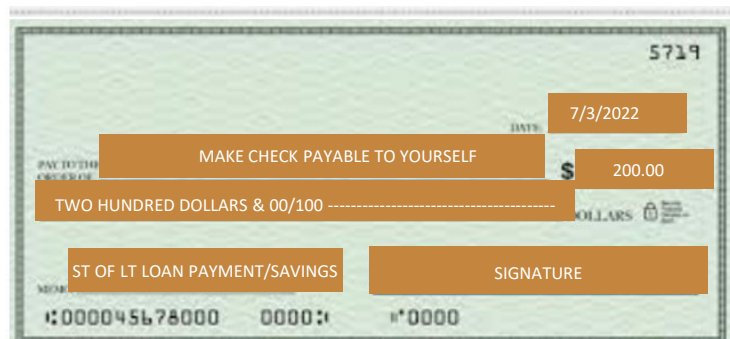 5719
DATE 7/3/2022
PAY TO THE
ORDER OF MAKE CHECK PAYABLE TO YOURSELF $ 200.00
TWO HUNDRED DOLLARS & 00/100 ---------------------------------------- DOLLARS
MEMO ST OF LT LOAN PAYMENT/SAVINGS SIGNATURE
⑆000045678000 0000⑆ ⑈0000